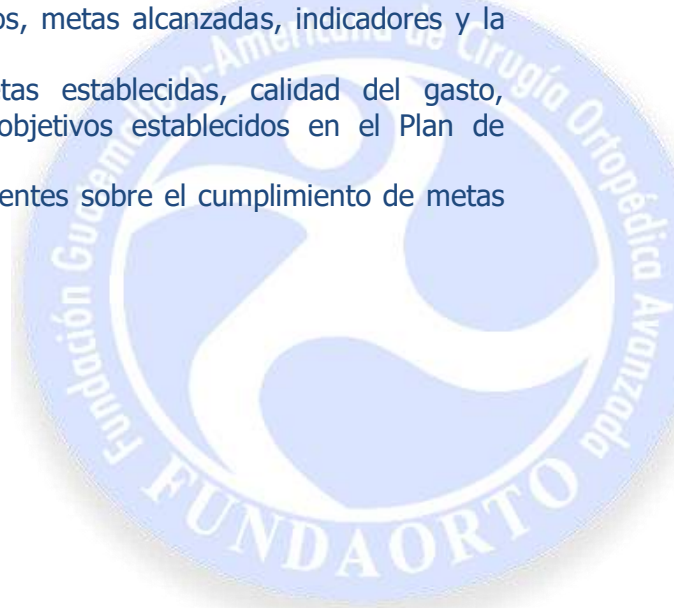 os, metas alcanzadas, indicadores y la
tas establecidas, calidad del gasto,
objetivos establecidos en el Plan de
entes sobre el cumplimiento de metas
Fundación Guatemalteco-Americana de Cirugía Ortopédica Avanzada
FUNDAORTO